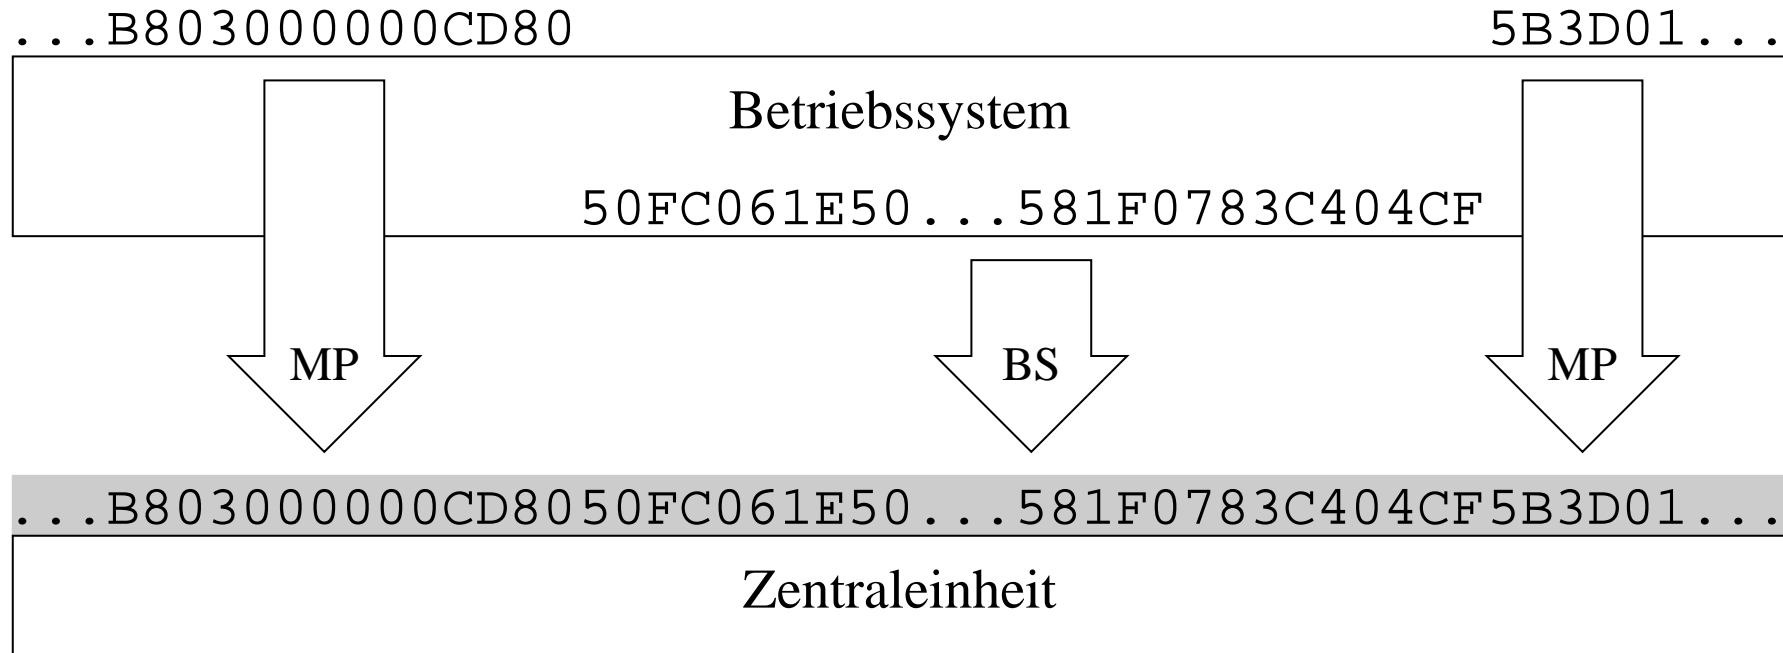 ...B803000000CD80 5B3D01...
Betriebssystem
50FC061E50...581F0783C404CF
MP BS MP
...B803000000CD8050FC061E50...581F0783C404CF5B3D01...
Zentraleinheit